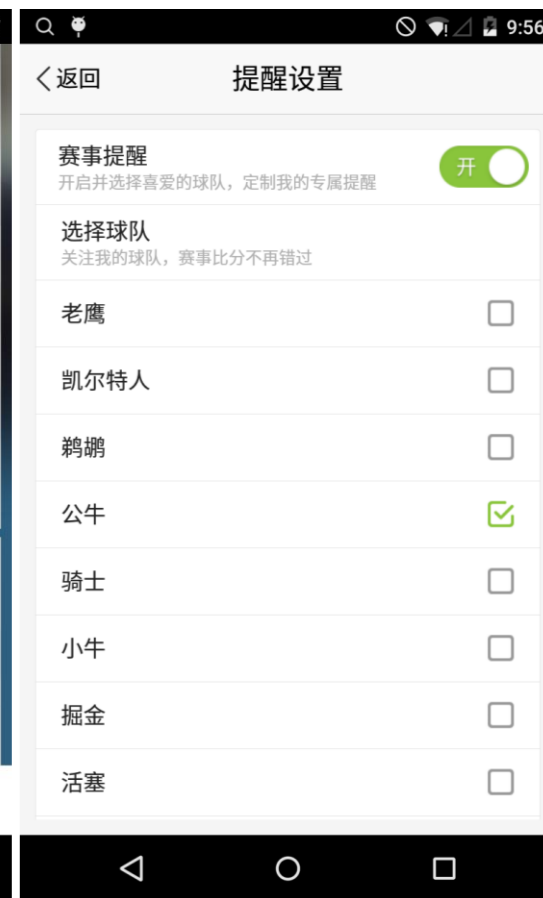 9:56
返回
提醒设置
赛事提醒
开启并选择喜爱的球队，定制我的专属提醒
开
选择球队
关注我的球队，赛事比分不再错过
老鹰
凯尔特人
鹈鹕
公牛
骑士
小牛
掘金
活塞